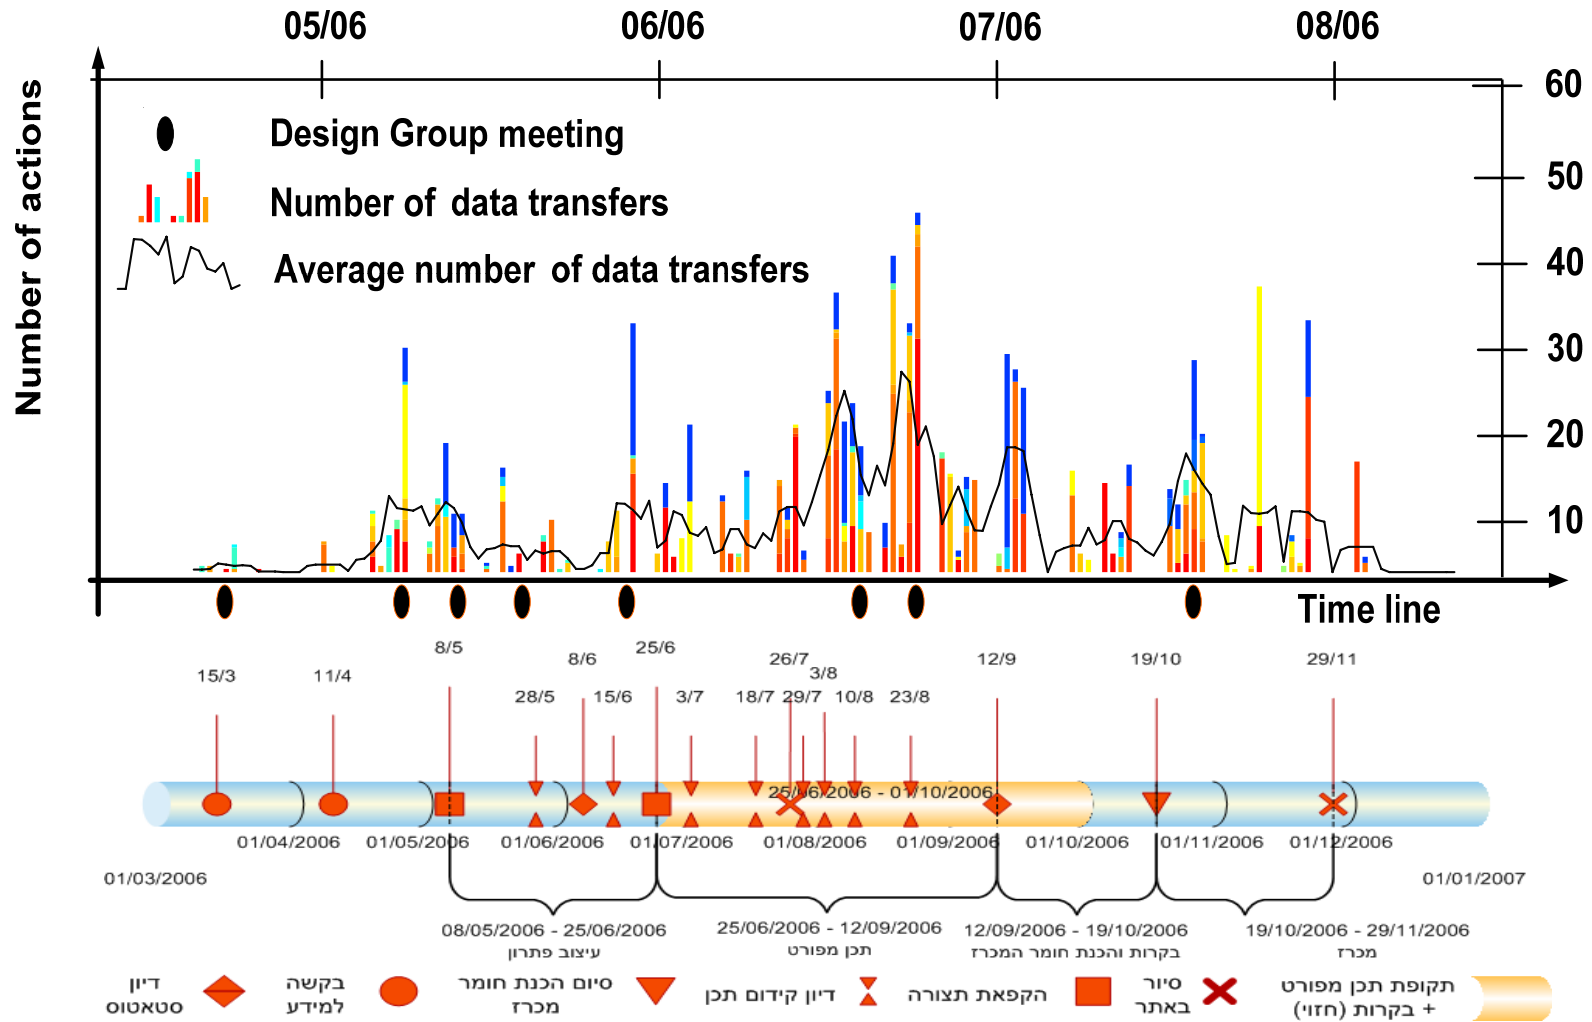 05/06 06/06 07/06 08/06
Number of actions
60
50
40
30
20
10
Design Group meeting
Number of data transfers
Average number of data transfers
Time line
8/5 25/6
8/6 26/7 12/9 19/10 29/11
15/3 11/4 3/8
28/5 15/6 3/7 18/7 29/7 10/8 23/8
25/06/2006 - 01/10/2006
01/04/2006 01/05/2006 01/06/2006 01/07/2006 01/08/2006 01/09/2006 01/10/2006 01/11/2006 01/12/2006
01/03/2006 01/01/2007
08/05/2006 - 25/06/2006
עיצוב פתרון
25/06/2006 - 12/09/2006
תכן מפורט
12/09/2006 - 19/10/2006
בקרות והכנת חומר המכרז
19/10/2006 - 29/11/2006
מכרז
תקופת תכן מפורט
+ בקרות (חזוי)
סיור
באתר
הקפאת תצורה
דיון קידום תכן
סיום הכנת חומר
מכרז
בקשה
למידע
דיון
סטאטוס